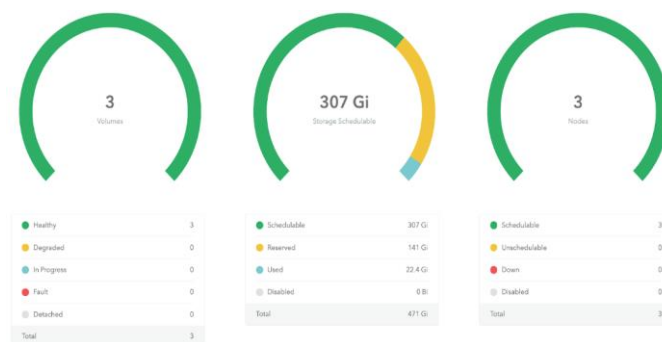 3
Volumes
307 Gi
Storage Schedulable
3
Nodes
Healthy 3
Degraded 0
In Progress 0
Fault 0
Detached 0
Total 3
Schedulable 307 Gi
Reserved 141 Gi
Used 22.4 Gi
Disabled 0 Bi
Total 471 Gi
Schedulable 3
Unschedulable 0
Down 0
Disabled 0
Total 3